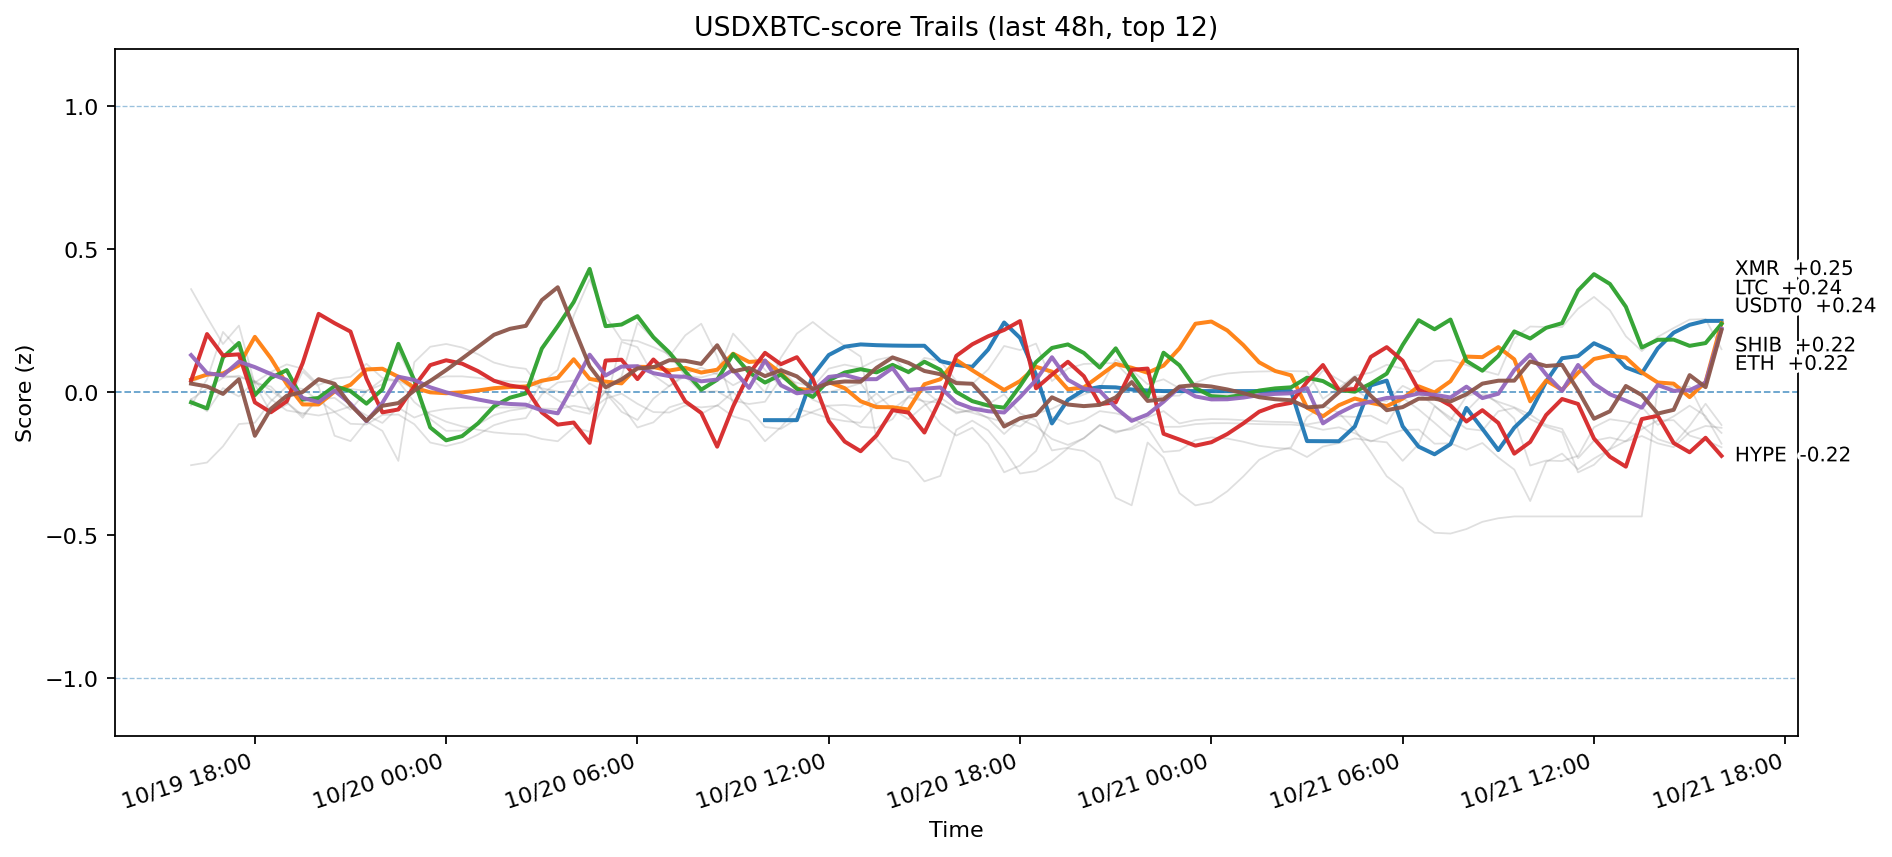 USDXBTC-score Trails (last 48h, top 12)
Score (z)
1.0
0.5
0.0
−0.5
−1.0
XMR +0.25
LTC +0.24
USDT0 +0.24
SHIB +0.22
ETH +0.22
HYPE -0.22
10/19 18:00
10/20 00:00
10/20 06:00
10/20 12:00
10/20 18:00
10/21 00:00
10/21 06:00
10/21 12:00
10/21 18:00
Time